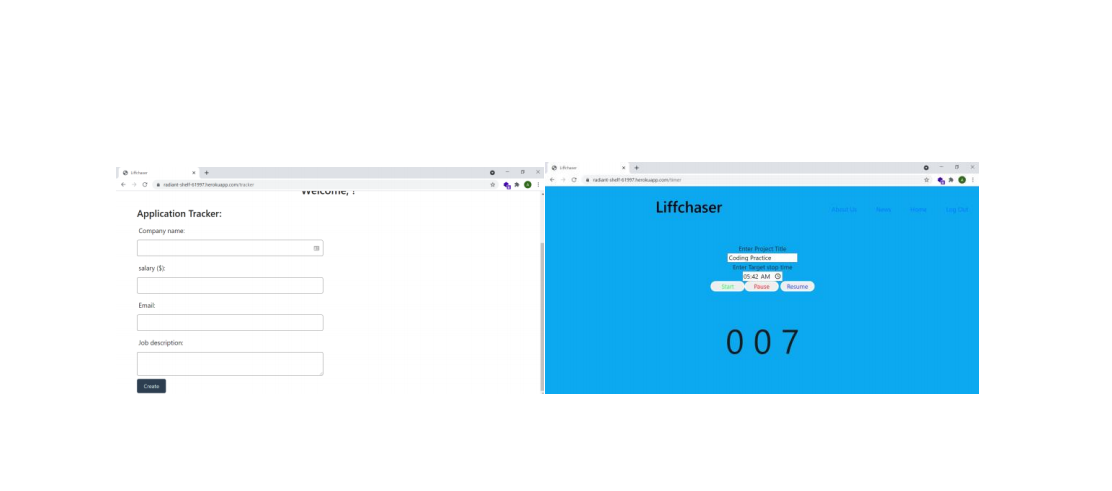 Liffchaser
radiant-shelf-61997.herokuapp.com/tracker
Welcome, !
Application Tracker:
Company name:
salary ($):
Email:
Job description:
Create
Liffchaser
radiant-shelf-61997.herokuapp.com/timer
Liffchaser
About Us News Home Log Out
Enter Project Title
Coding Practice
Enter Target stop time
05:42 AM
Start Pause Resume
0 0 7